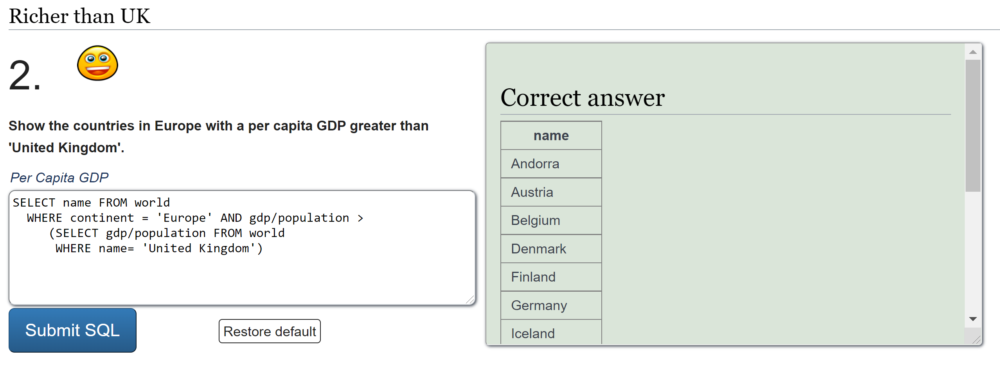 Richer than UK
2.
Show the countries in Europe with a per capita GDP greater than
'United Kingdom'.
Per Capita GDP
SELECT name FROM world
  WHERE continent = 'Europe' AND gdp/population >
     (SELECT gdp/population FROM world
      WHERE name= 'United Kingdom')
Submit SQL
Restore default
Correct answer
name
Andorra
Austria
Belgium
Denmark
Finland
Germany
Iceland